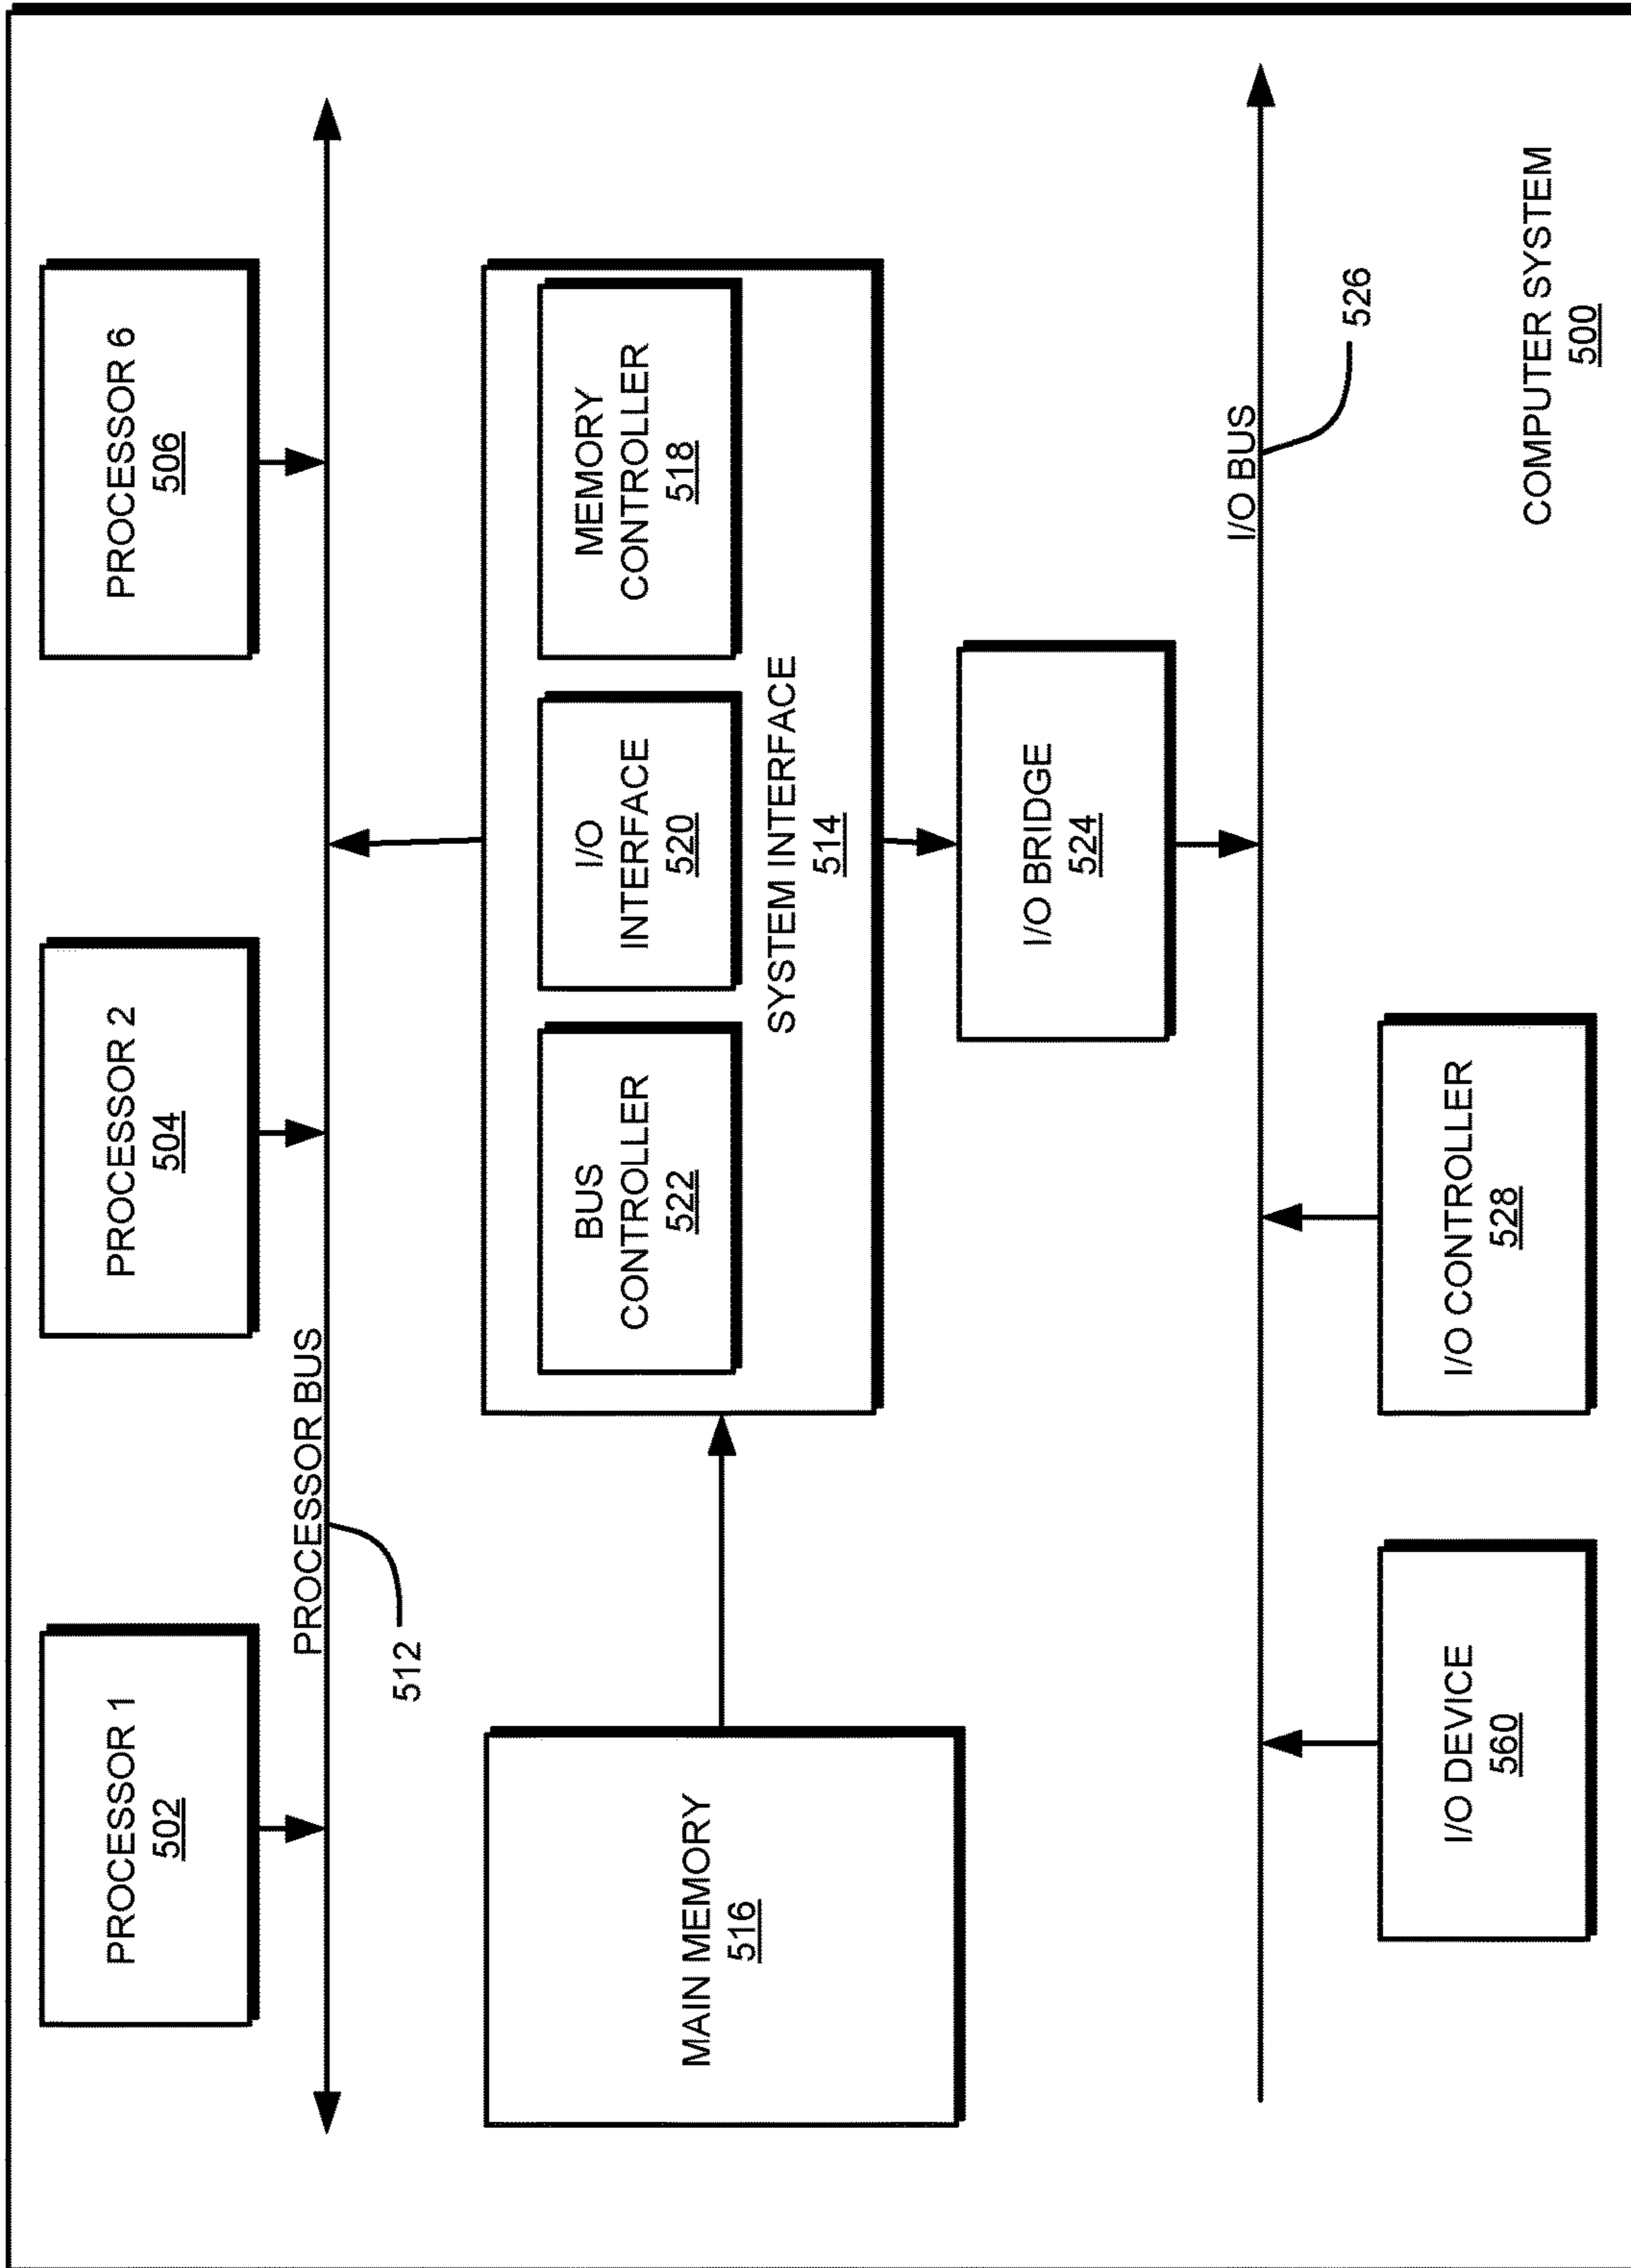 PROCESSOR 1
502
PROCESSOR 2
504
PROCESSOR 6
506
PROCESSOR BUS
512
MAIN MEMORY
516
BUS
CONTROLLER
522
I/O
INTERFACE
520
MEMORY
CONTROLLER
518
SYSTEM INTERFACE
514
I/O BRIDGE
524
I/O BUS
526
I/O DEVICE
560
I/O CONTROLLER
528
COMPUTER SYSTEM
500